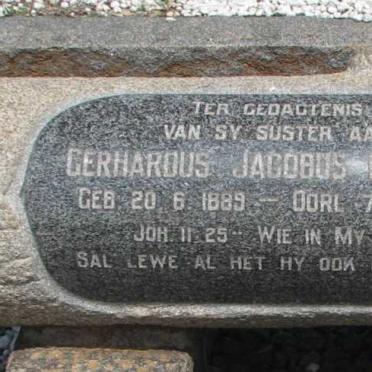 TER GEDAGTENIS
VAN SY SUSTER
GERHARDUS JACOBUS
GEB. 20. 6. 1889 — OORL.
JOH. 11. 25 — WIE IN MY
SAL LEWE AL HET HY OOK